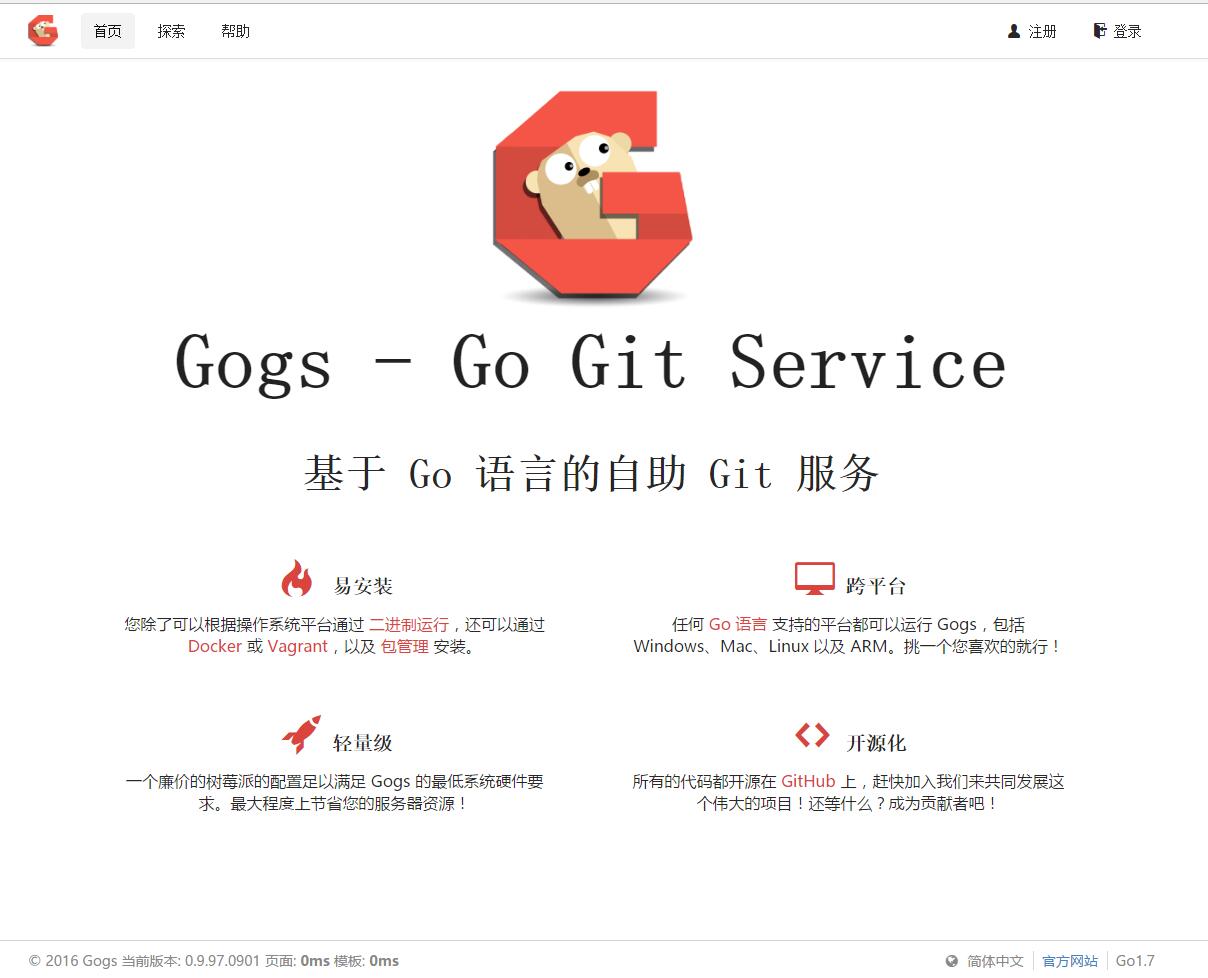 首页 探索 帮助 注册 登录
Gogs - Go Git Service
基于 Go 语言的自助 Git 服务
易安装
您除了可以根据操作系统平台通过 二进制运行，还可以通过
Docker 或 Vagrant，以及 包管理 安装。
跨平台
任何 Go 语言 支持的平台都可以运行 Gogs，包括
Windows、Mac、Linux 以及 ARM。挑一个您喜欢的就行！
轻量级
一个廉价的树莓派的配置足以满足 Gogs 的最低系统硬件要
求。最大程度上节省您的服务器资源！
开源化
所有的代码都开源在 GitHub 上，赶快加入我们来共同发展这
个伟大的项目！还等什么？成为贡献者吧！
© 2016 Gogs 当前版本: 0.9.97.0901 页面: 0ms 模板: 0ms 简体中文 官方网站 Go1.7